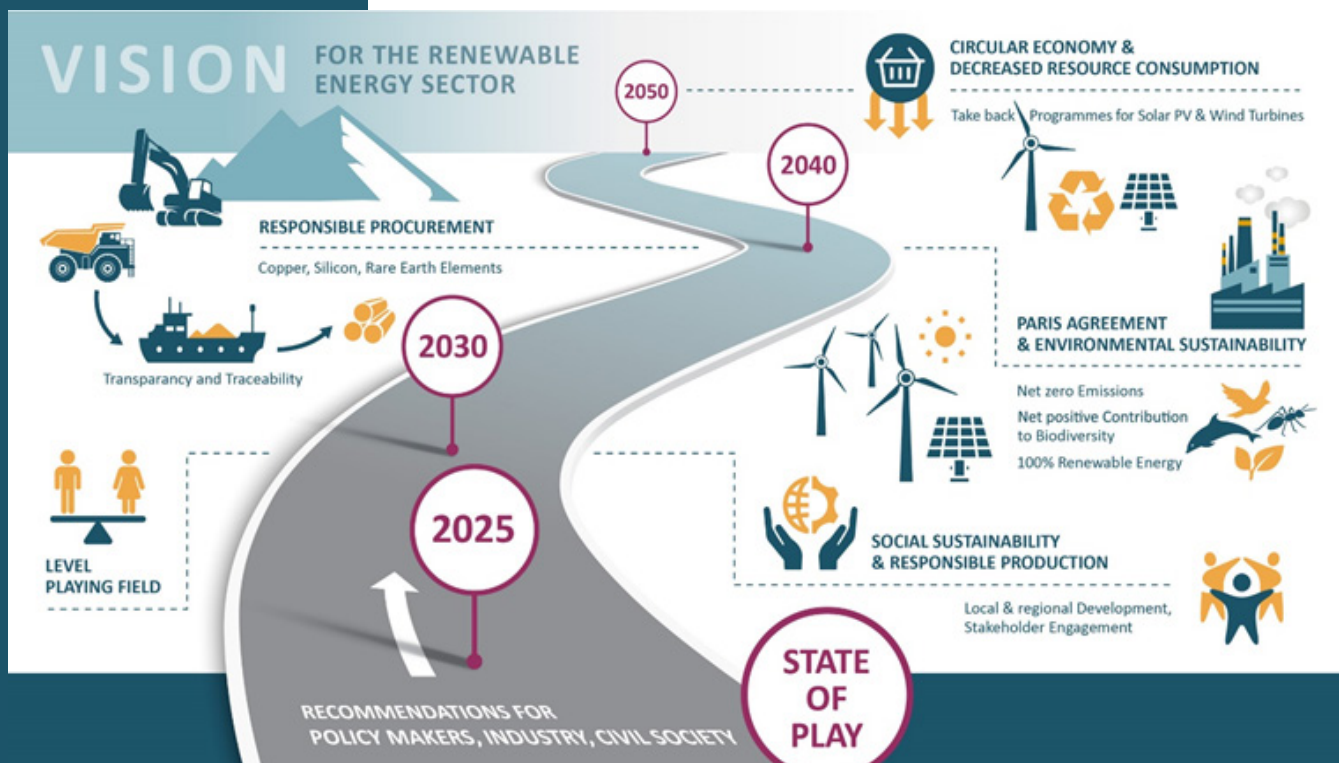 VISION
FOR THE RENEWABLE
ENERGY SECTOR
2050
CIRCULAR ECONOMY &
DECREASED RESOURCE CONSUMPTION
Take back Programmes for Solar PV & Wind Turbines
2040
RESPONSIBLE PROCUREMENT
Copper, Silicon, Rare Earth Elements
Transparancy and Traceability
2030
PARIS AGREEMENT
& ENVIRONMENTAL SUSTAINABILITY
Net zero Emissions
Net positive Contribution
to Biodiversity
100% Renewable Energy
LEVEL
PLAYING FIELD
2025
SOCIAL SUSTAINABILITY
& RESPONSIBLE PRODUCTION
Local & regional Development,
Stakeholder Engagement
STATE
OF
PLAY
RECOMMENDATIONS FOR
POLICY MAKERS, INDUSTRY, CIVIL SOCIETY